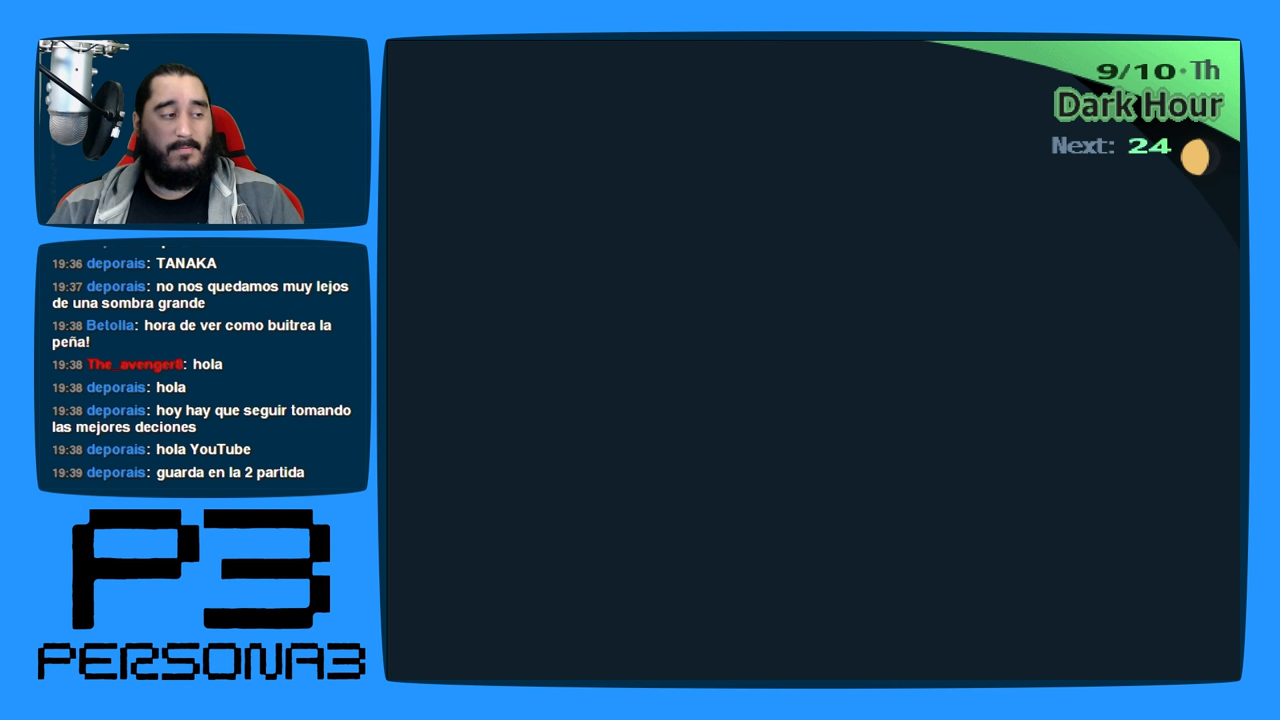 9/10·Th
Dark Hour
Next: 24
19:36 deporais: TANAKA
19:37 deporais: no nos quedamos muy lejos
de una sombra grande
19:38 Betolla: hora de ver como buitrea la
peña!
19:38 The_avenger8: hola
19:38 deporais: hola
19:38 deporais: hoy hay que seguir tomando
las mejores deciones
19:38 deporais: hola YouTube
19:39 deporais: guarda en la 2 partida
P3
PERSONA3